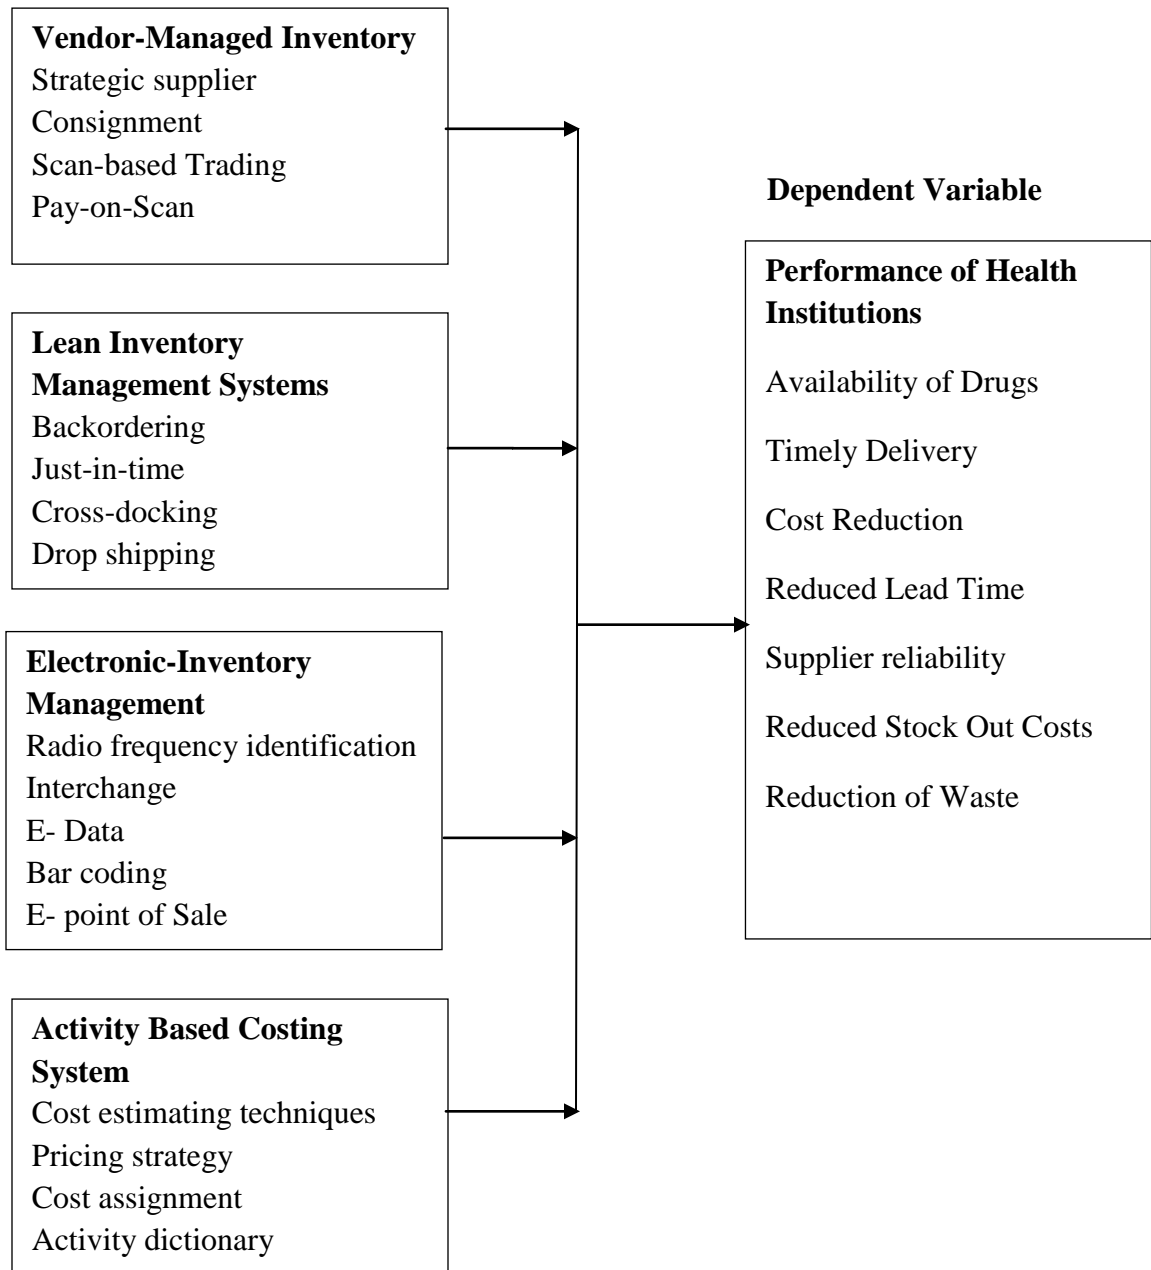 Vendor-Managed Inventory
Strategic supplier
Consignment
Scan-based Trading
Pay-on-Scan
Lean Inventory
Management Systems
Backordering
Just-in-time
Cross-docking
Drop shipping
Electronic-Inventory
Management
Radio frequency identification
Interchange
E- Data
Bar coding
E- point of Sale
Activity Based Costing
System
Cost estimating techniques
Pricing strategy
Cost assignment
Activity dictionary
Dependent Variable
Performance of Health
Institutions
Availability of Drugs
Timely Delivery
Cost Reduction
Reduced Lead Time
Supplier reliability
Reduced Stock Out Costs
Reduction of Waste